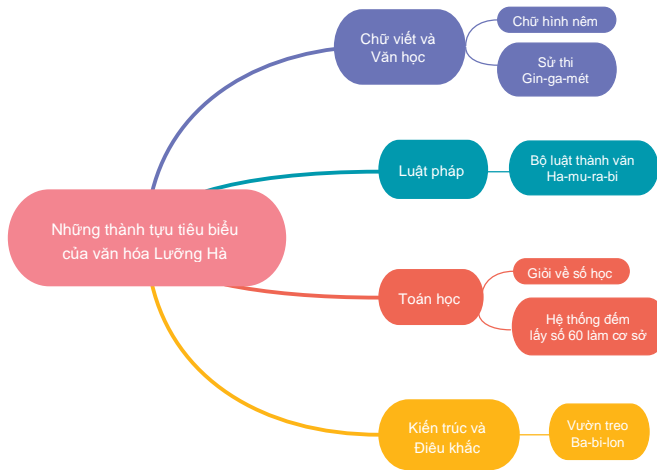 Những thành tựu tiêu biểu
của văn hóa Lưỡng Hà
Chữ viết và
Văn học
Chữ hình nêm
Sử thi
Gin-ga-mét
Luật pháp
Bộ luật thành văn
Ha-mu-ra-bi
Toán học
Giỏi về số học
Hệ thống đếm
lấy số 60 làm cơ sở
Kiến trúc và
Điêu khắc
Vườn treo
Ba-bi-lon